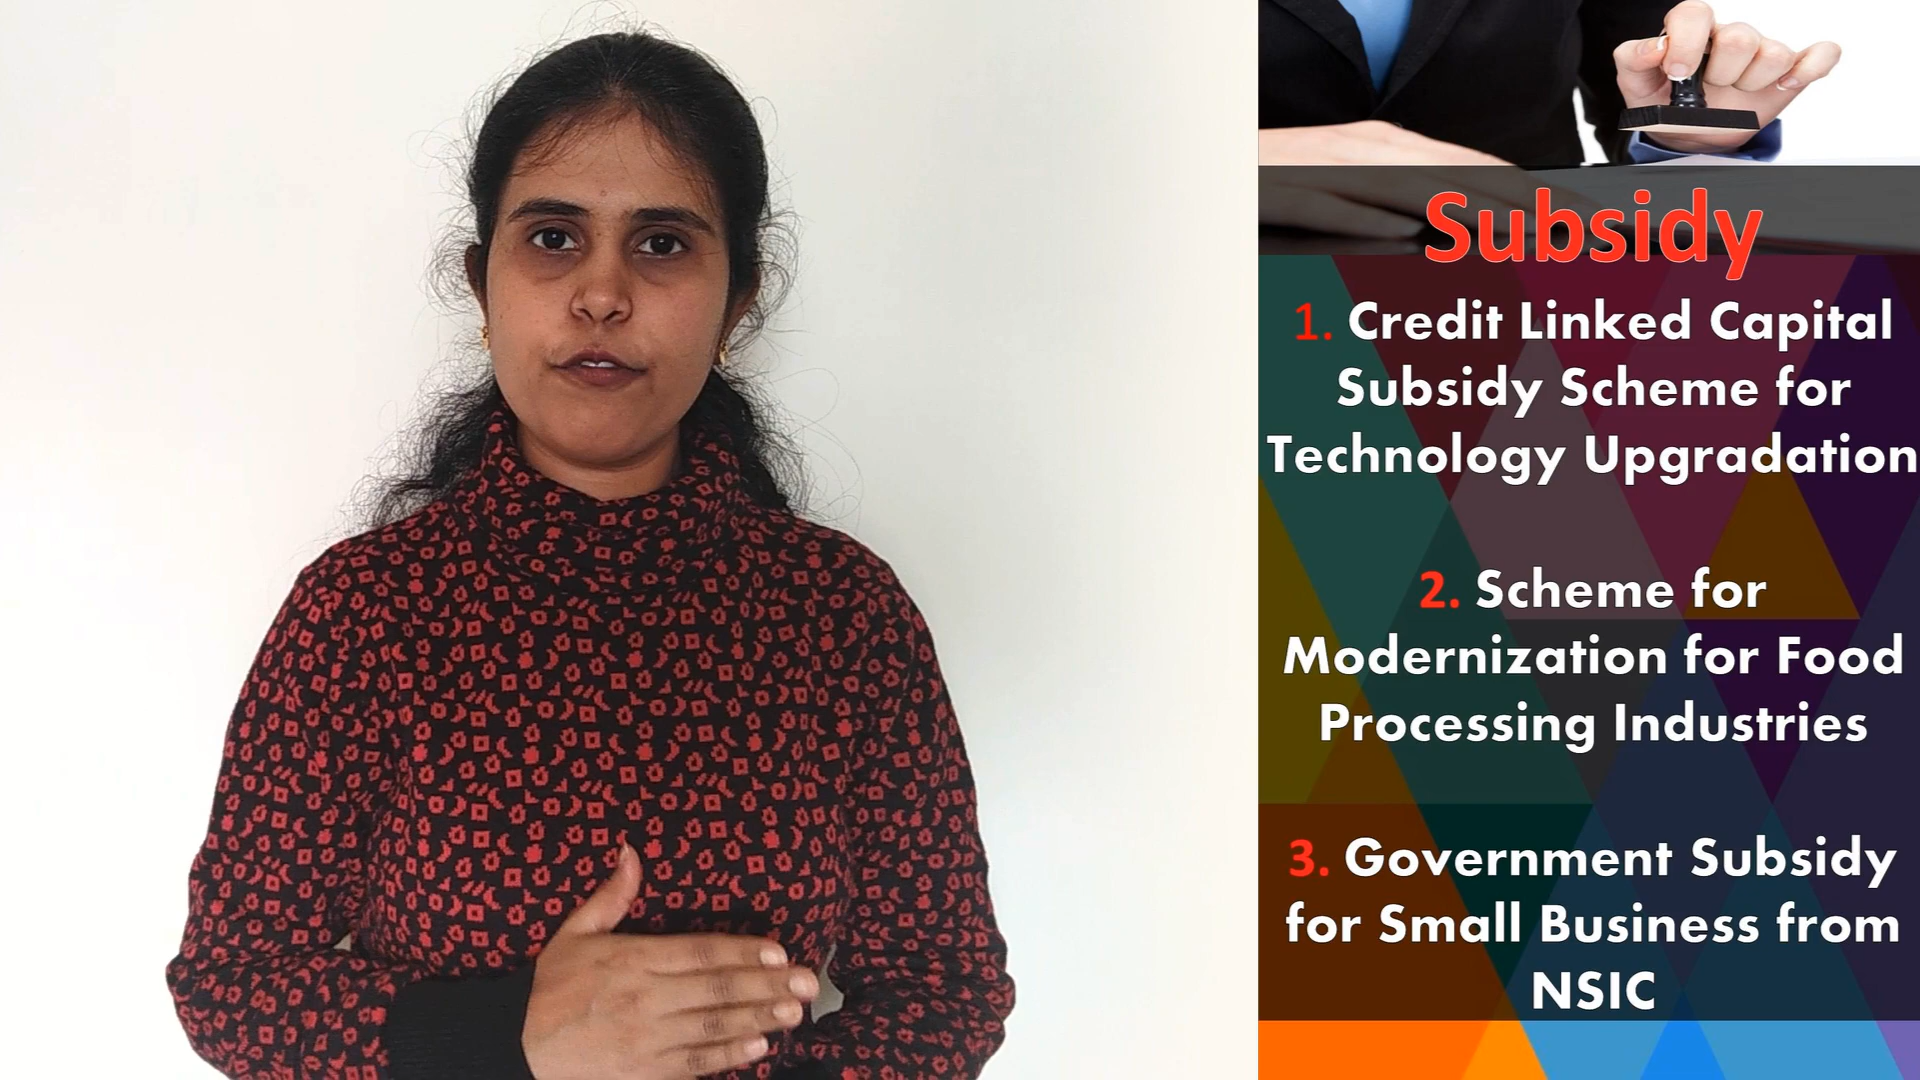 Subsidy
1. Credit Linked Capital
Subsidy Scheme for
Technology Upgradation
2. Scheme for
Modernization for Food
Processing Industries
3. Government Subsidy
for Small Business from
NSIC